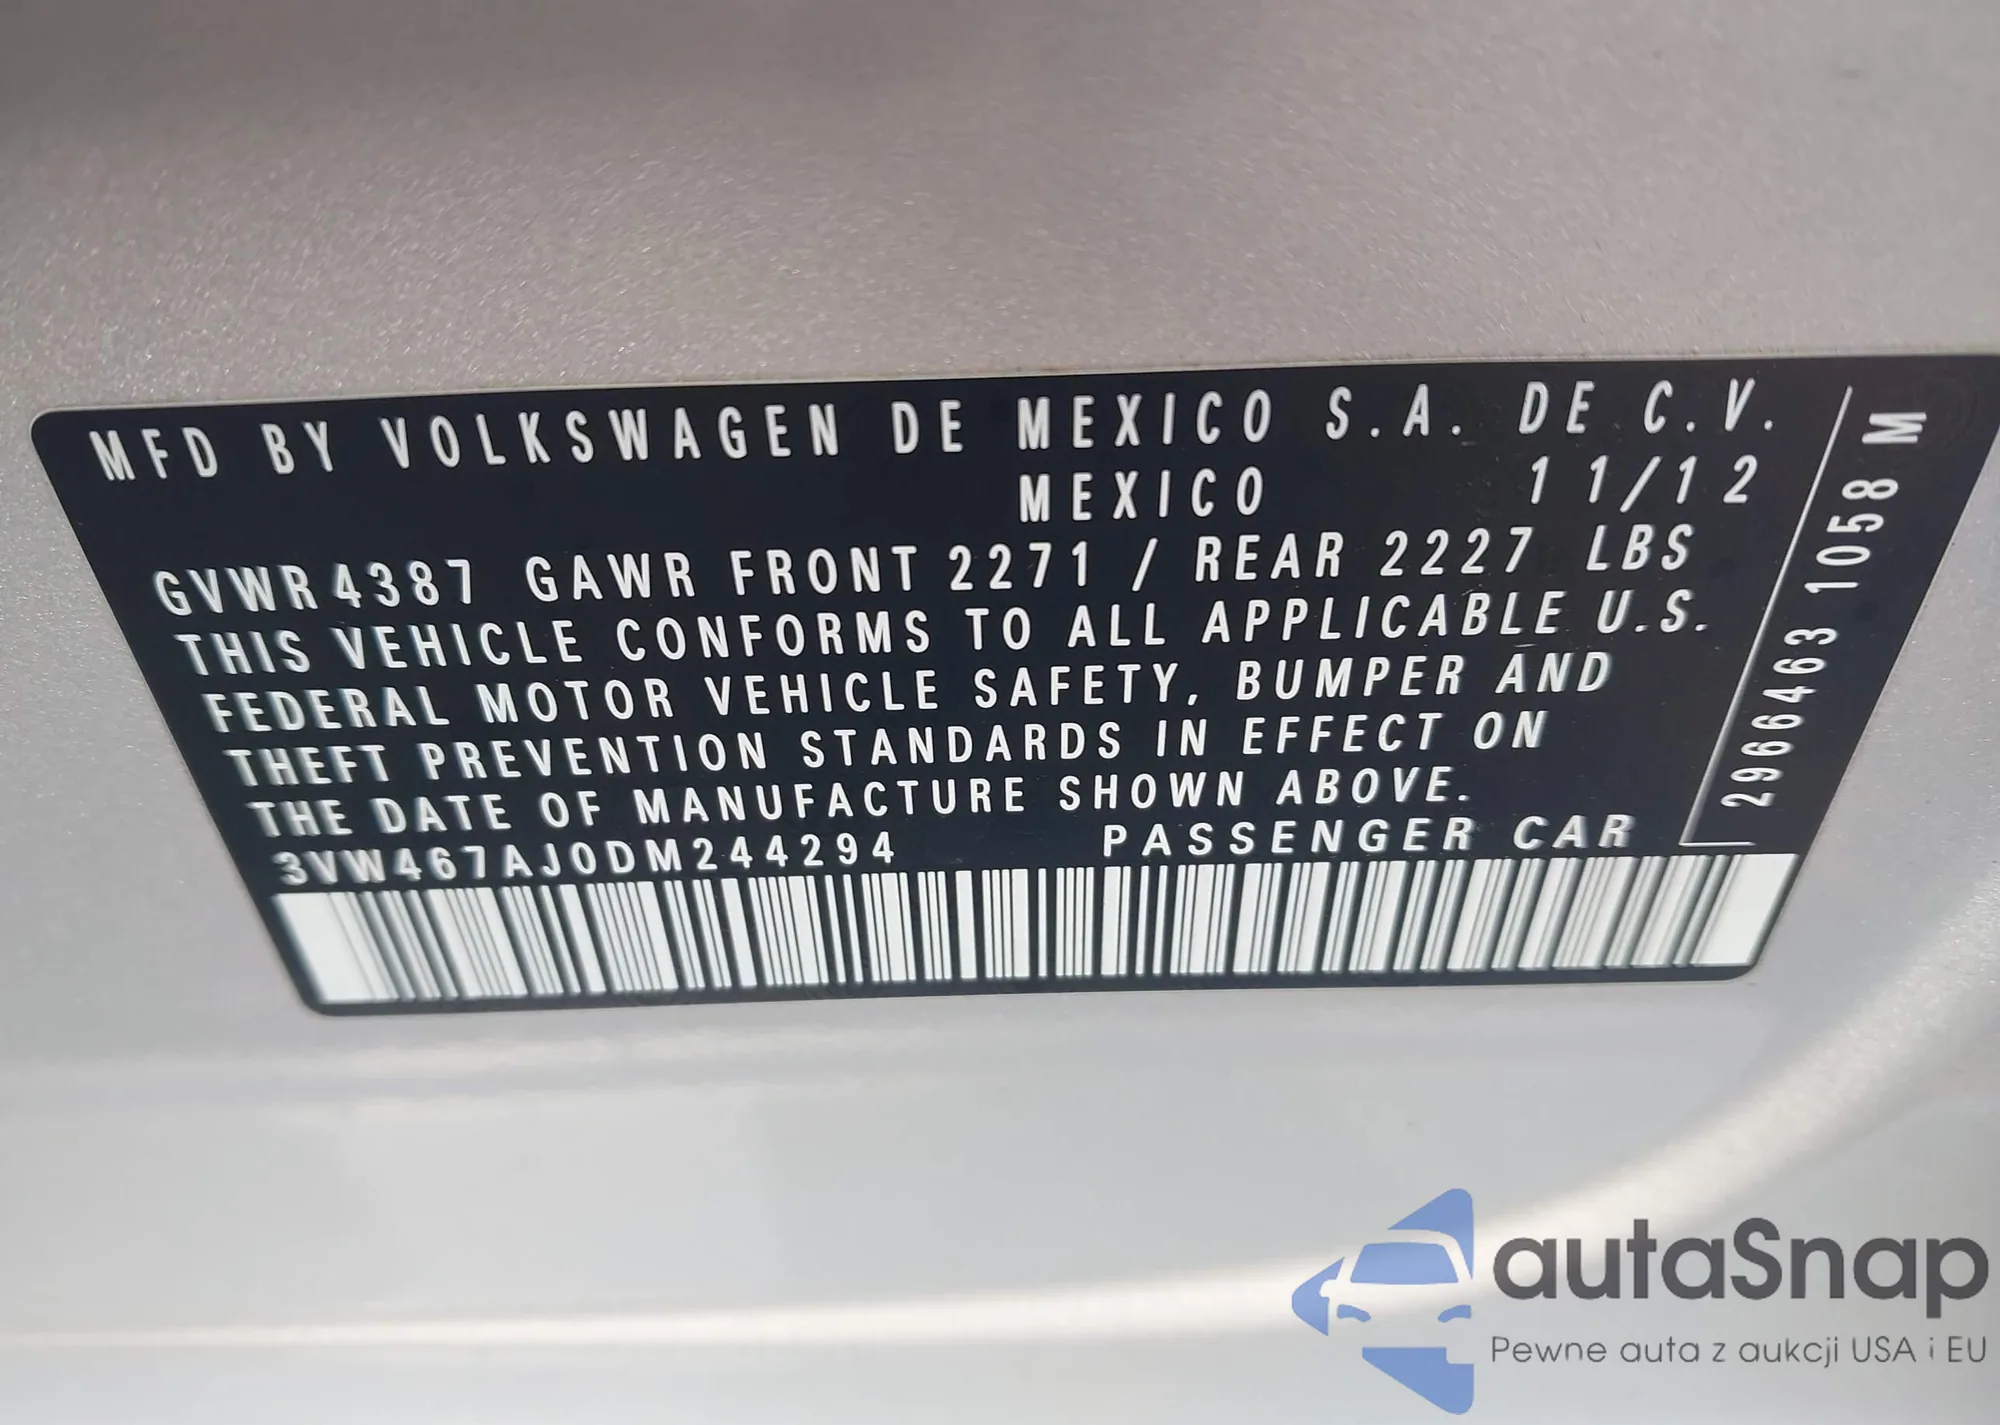 MFD BY VOLKSWAGEN DE MEXICO S.A. DE C.V.
MEXICO 11/12
GVWR 4387 GAWR FRONT 2271 / REAR 2227 LBS
THIS VEHICLE CONFORMS TO ALL APPLICABLE U.S.
FEDERAL MOTOR VEHICLE SAFETY, BUMPER AND
THEFT PREVENTION STANDARDS IN EFFECT ON
THE DATE OF MANUFACTURE SHOWN ABOVE.
3VW467AJ0DM244294 PASSENGER CAR
2966463 1058 M
autaSnap
Pewne auta z aukcji USA i EU